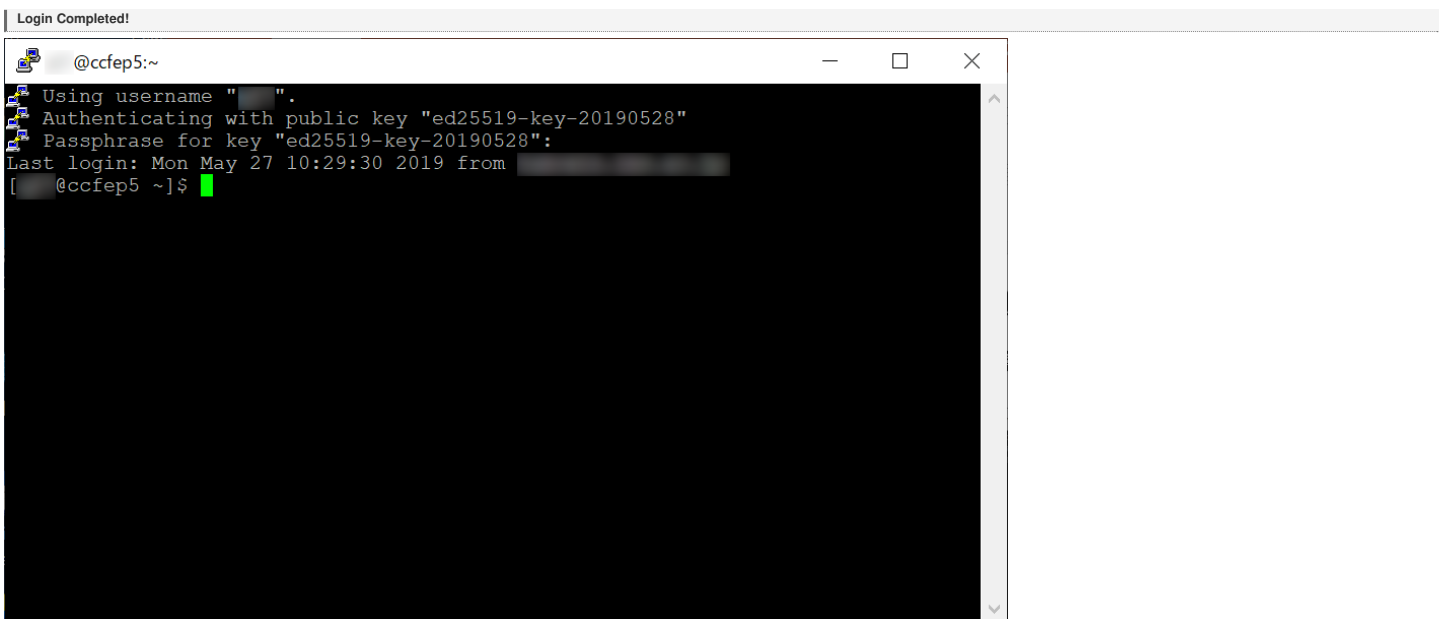 Login Completed!
@ccfep5:~
Using username " ".
Authenticating with public key "ed25519-key-20190528"
Passphrase for key "ed25519-key-20190528":
Last login: Mon May 27 10:29:30 2019 from
[ @ccfep5 ~]$